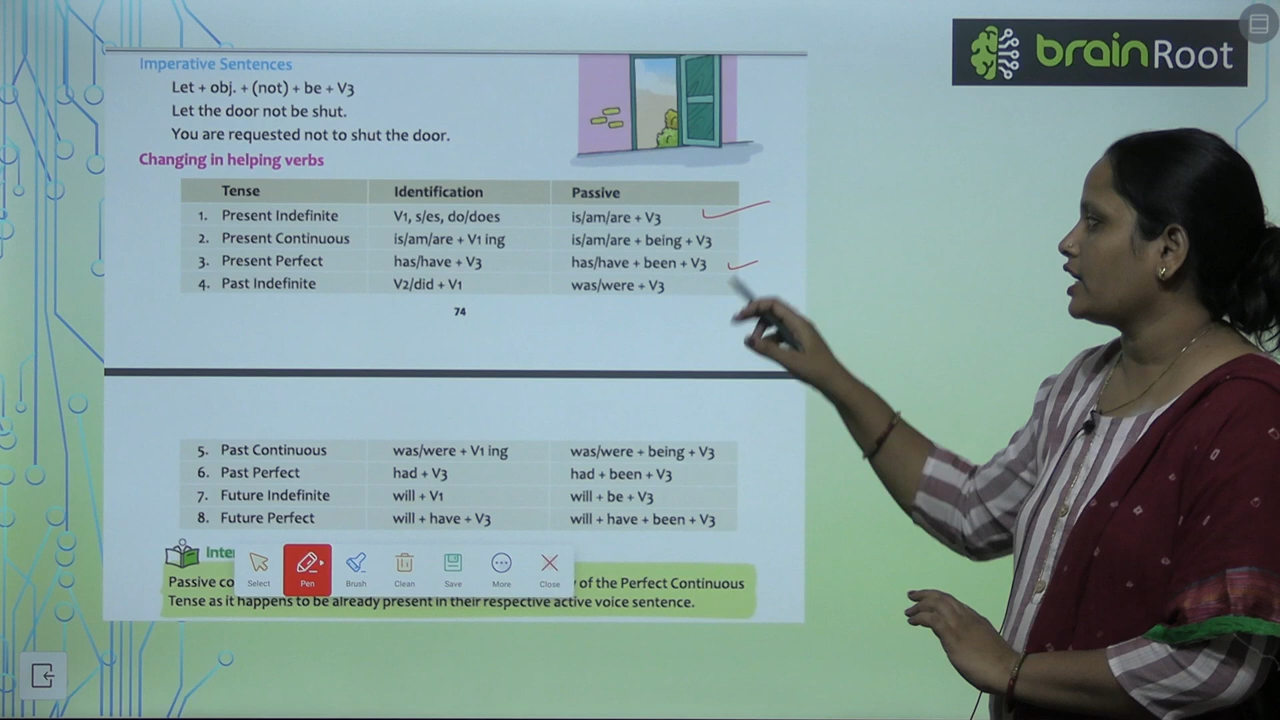 brainRoot
Imperative Sentences
Let + obj. + (not) + be + V3
Let the door not be shut.
You are requested not to shut the door.
Changing in helping verbs
Tense Identification Passive
1. Present Indefinite V1, s/es, do/does is/am/are + V3
2. Present Continuous is/am/are + V1 ing is/am/are + being + V3
3. Present Perfect has/have + V3 has/have + been + V3
4. Past Indefinite V2/did + V1 was/were + V3
74
5. Past Continuous was/were + V1 ing was/were + being + V3
6. Past Perfect had + V3 had + been + V3
7. Future Indefinite will + V1 will + be + V3
8. Future Perfect will + have + V3 will + have + been + V3
Select Pen Brush Clean Save More Close
Passive of the Perfect Continuous
Tense as it happens to be already present in their respective active voice sentence.